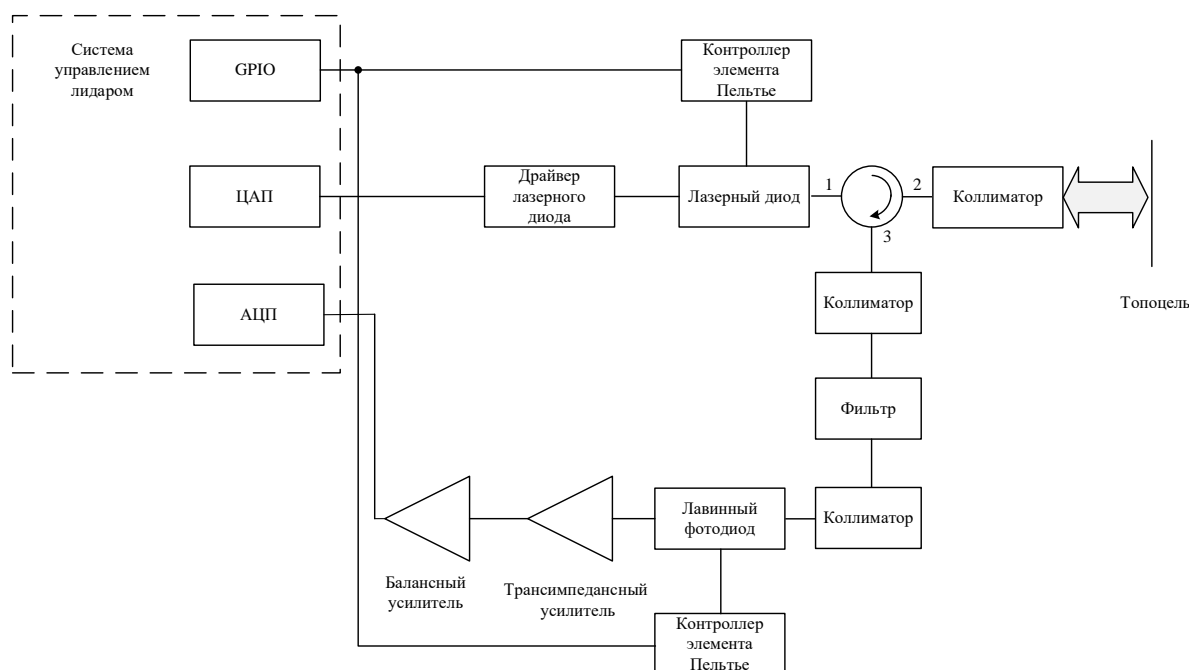 Система
управлением
лидаром
GPIO
Контроллер
элемента
Пельтье
ЦАП
Драйвер
лазерного
диода
Лазерный диод
1
2
3
Коллиматор
АЦП
Коллиматор
Топоцель
Фильтр
Лавинный
фотодиод
Коллиматор
Балансный
усилитель
Трансимпедансный
усилитель
Контроллер
элемента
Пельтье